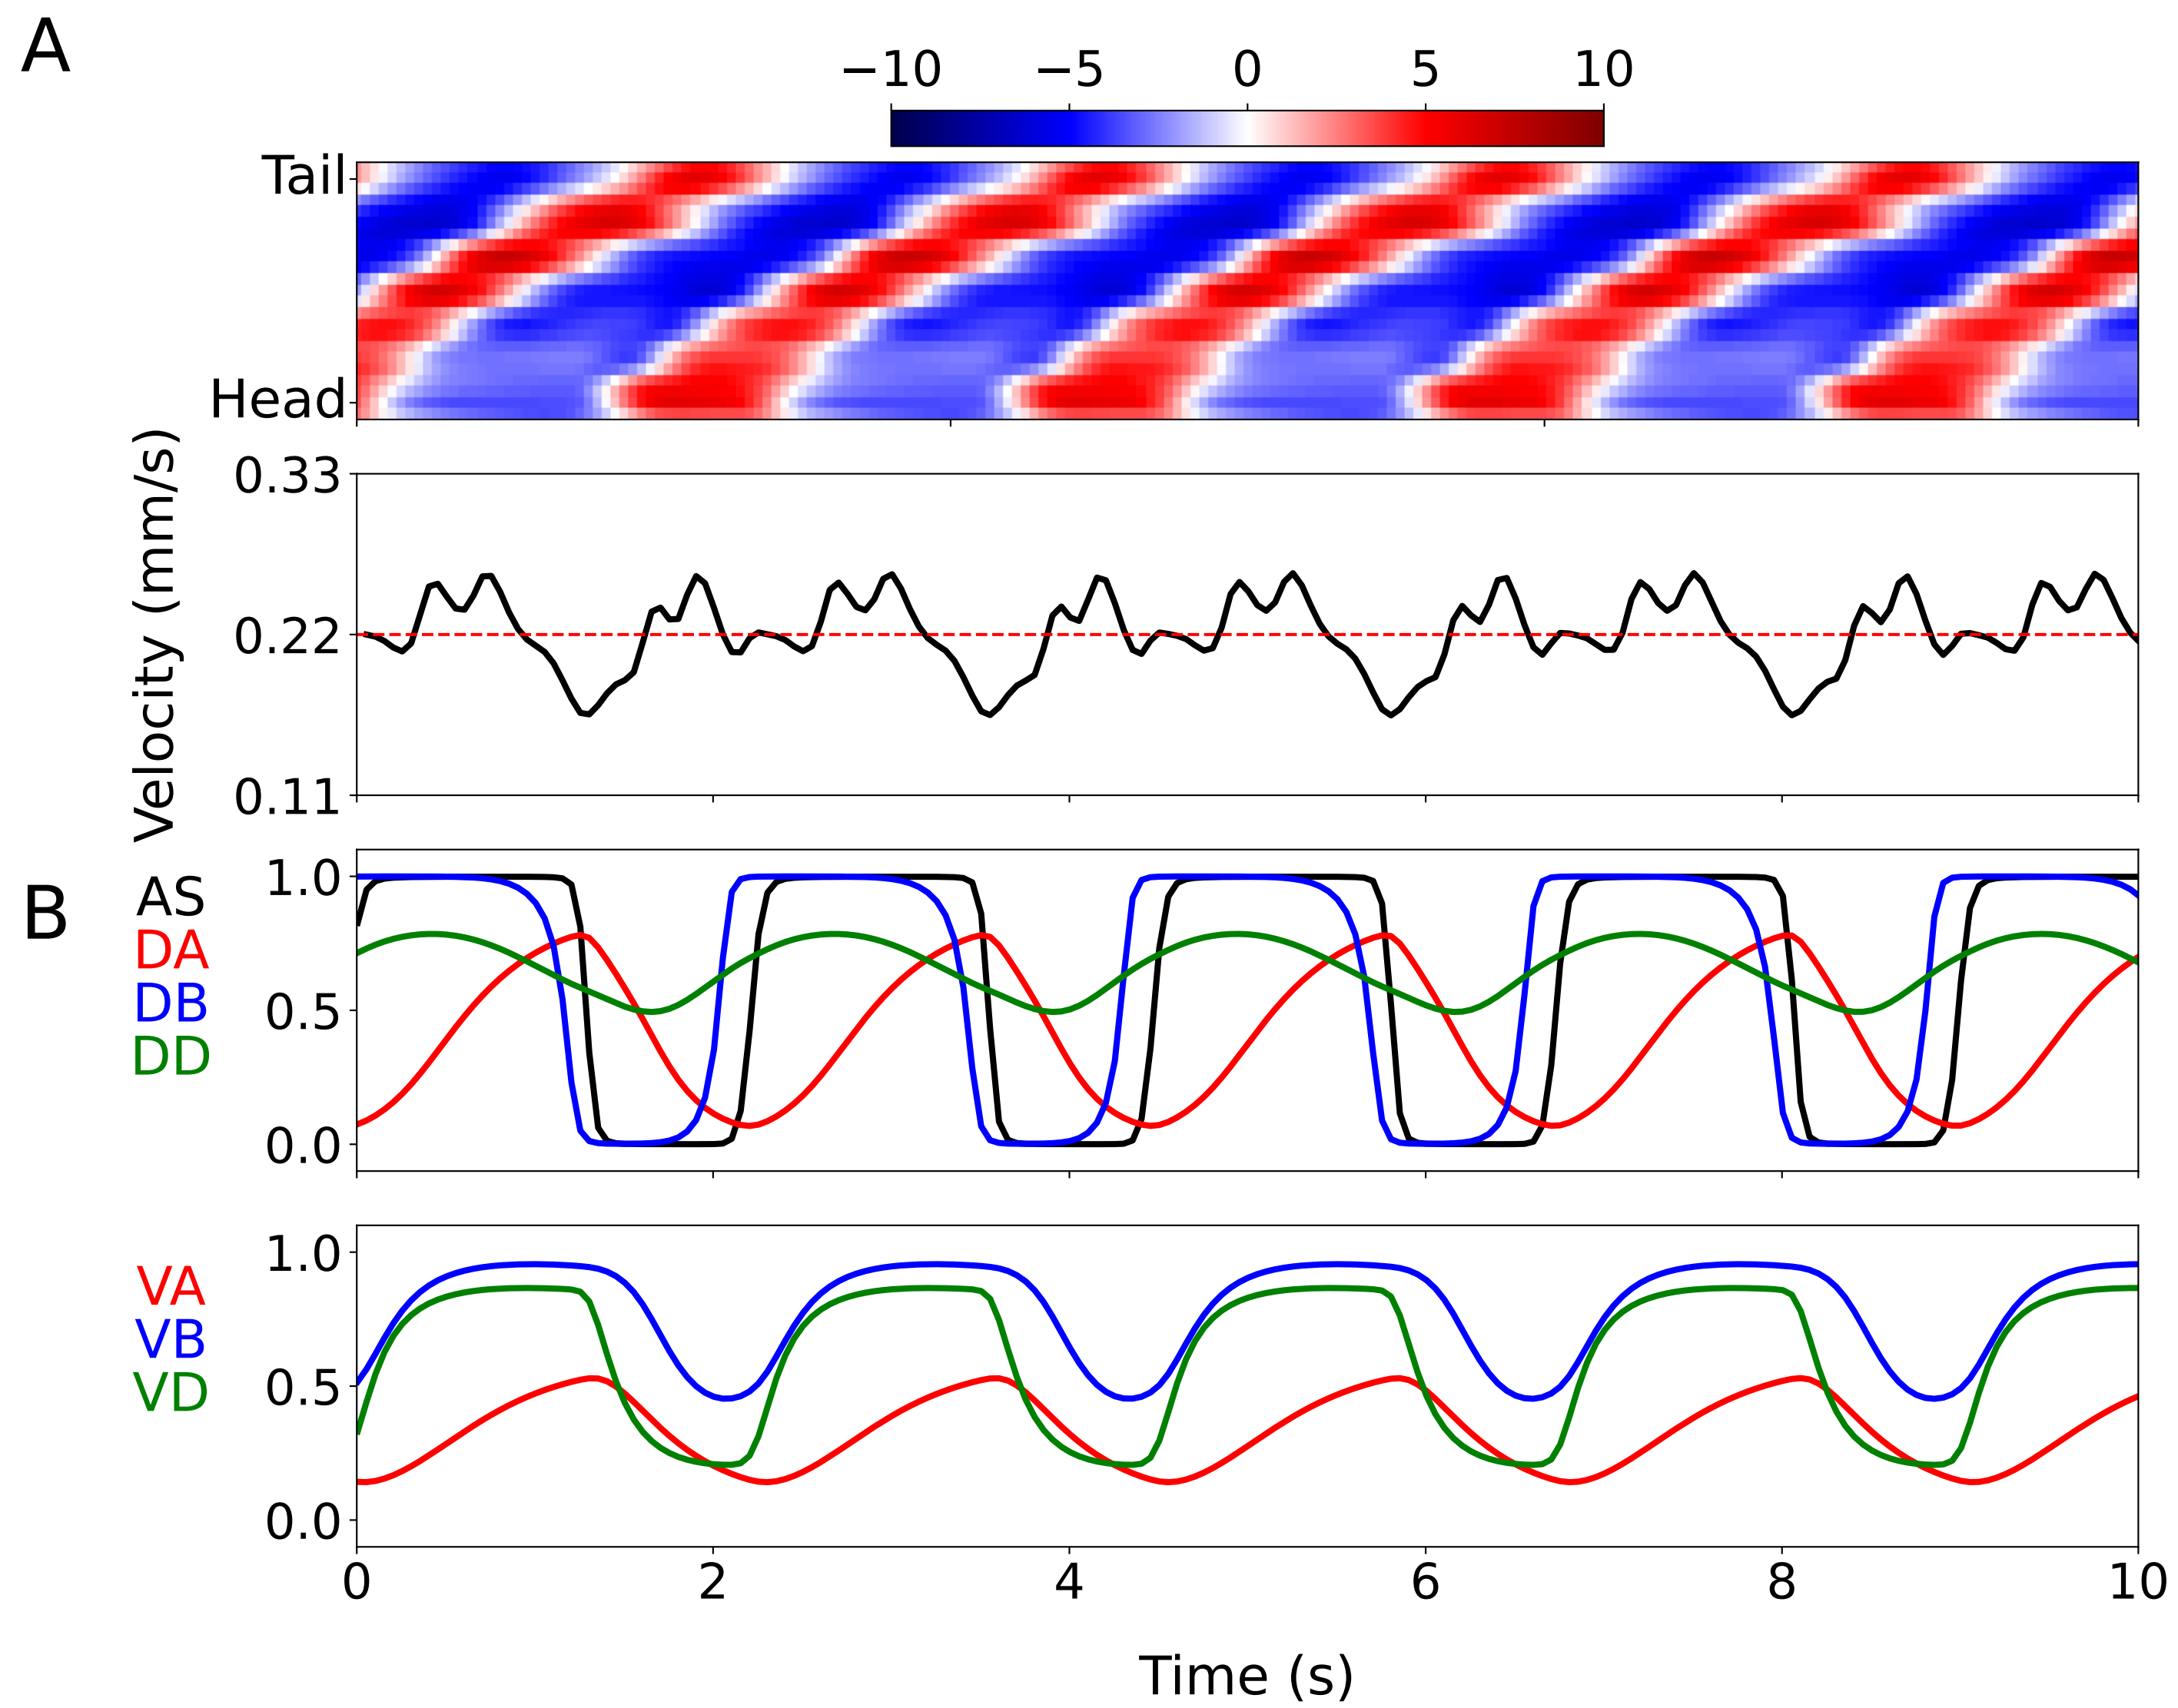 A
−10 −5 0 5 10
Tail
Head
Velocity (mm/s)
0.33
0.22
0.11
B
AS
DA
DB
DD
1.0
0.5
0.0
VA
VB
VD
1.0
0.5
0.0
0 2 4 6 8 10
Time (s)